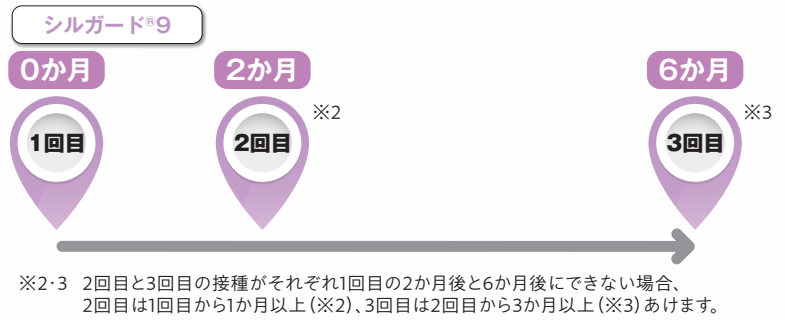 シルガード®9
0か月 2か月 6か月
1回目 2回目 ※2 3回目 ※3
※2・3 2回目と3回目の接種がそれぞれ1回目の2か月後と6か月後にできない場合、
2回目は1回目から1か月以上(※2)、3回目は2回目から3か月以上(※3)あけます。